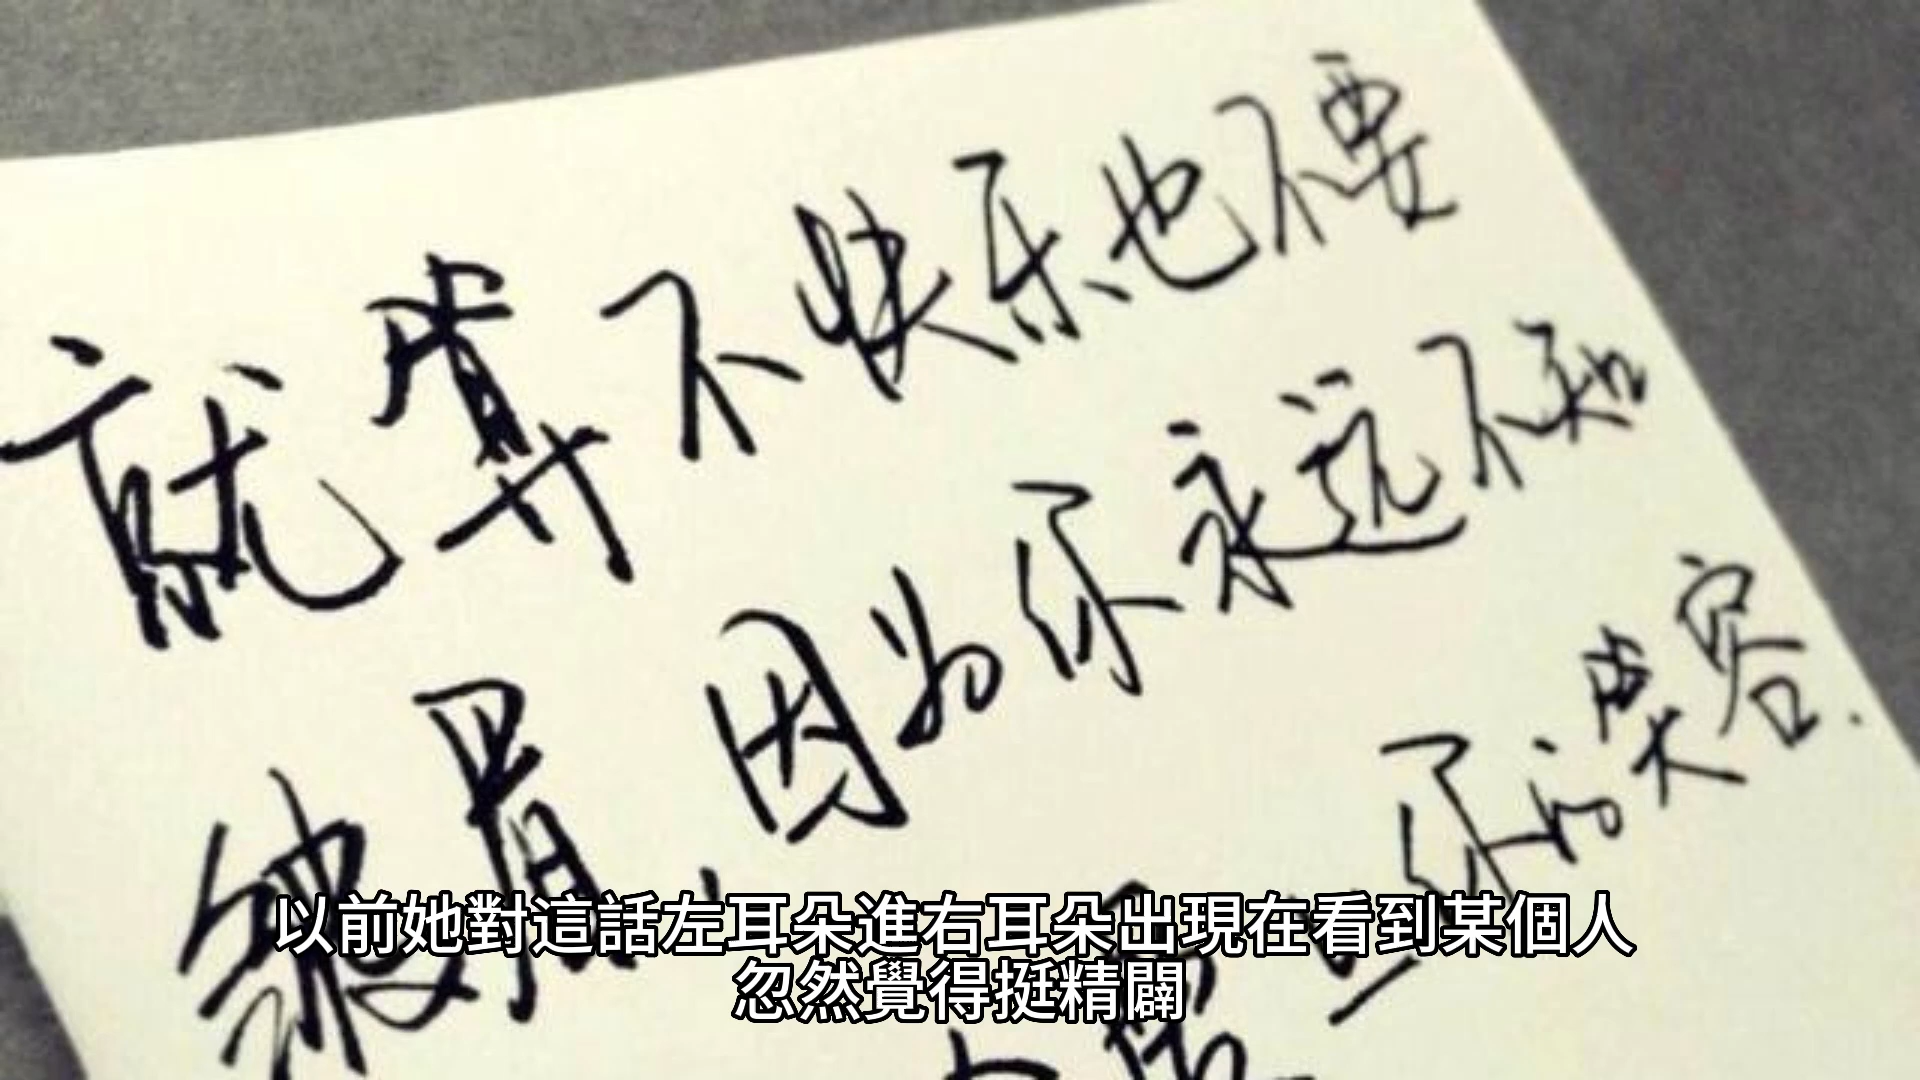 就算不快乐也不要
皱眉，因为你永远不知
你的笑容.
以前她對這話左耳朵進右耳朵出現在看到某個人
忽然覺得挺精闢